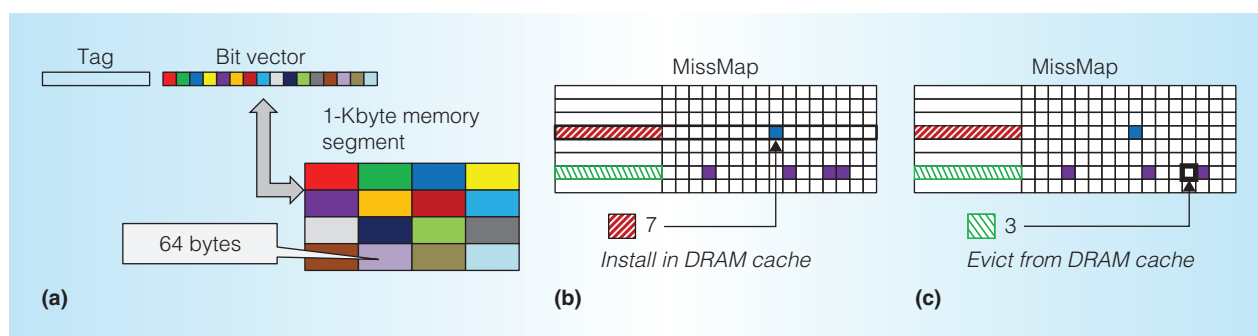 Tag
Bit vector
1-Kbyte memory
segment
64 bytes
(a)
MissMap
7
Install in DRAM cache
(b)
MissMap
3
Evict from DRAM cache
(c)